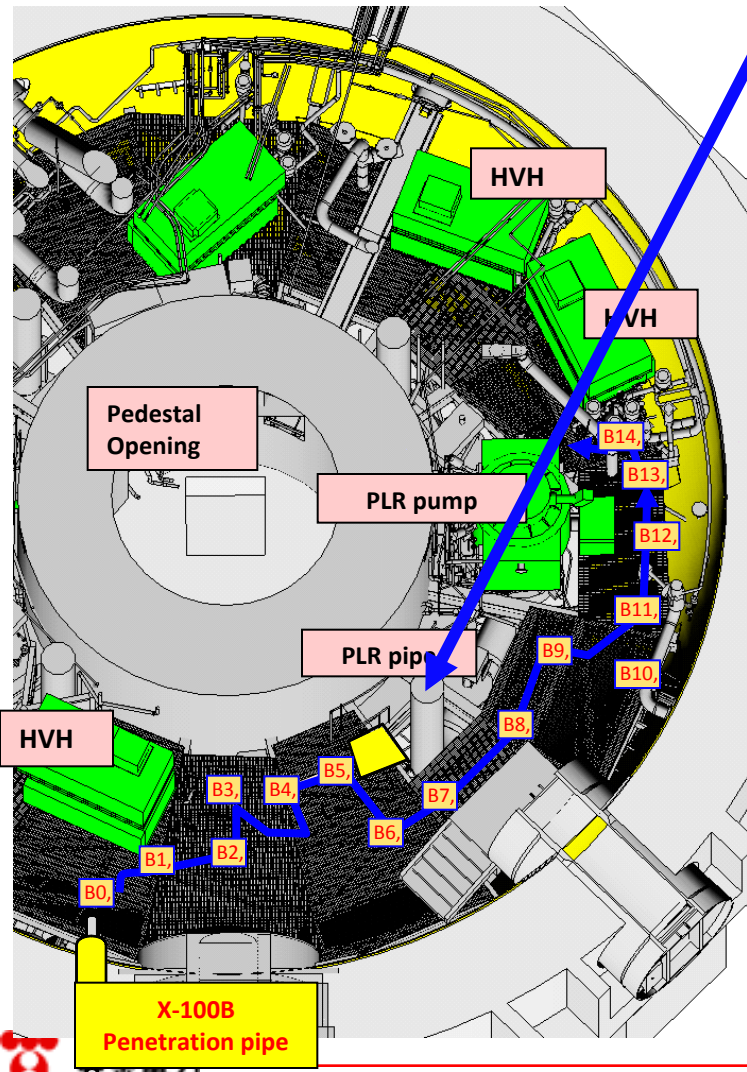 HVH
HVH
Pedestal
Opening
B14,
B13,
PLR pump
B12,
B11,
PLR pipe
B9,
B10,
B8,
HVH
B5,
B3,
B4,
B7,
B6,
B2,
B1,
B0,
X-100B
Penetration pipe